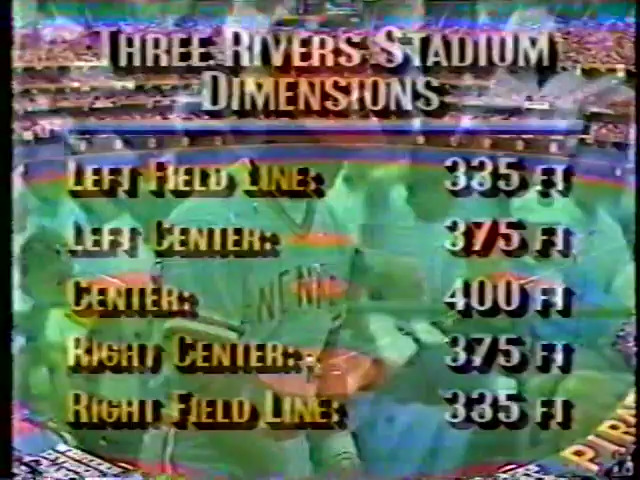 THREE RIVERS STADIUM
DIMENSIONS
LEFT FIELD LINE: 335 FT
LEFT CENTER: 375 FT
CENTER: 400 FT
RIGHT CENTER: 375 FT
RIGHT FIELD LINE: 335 FT